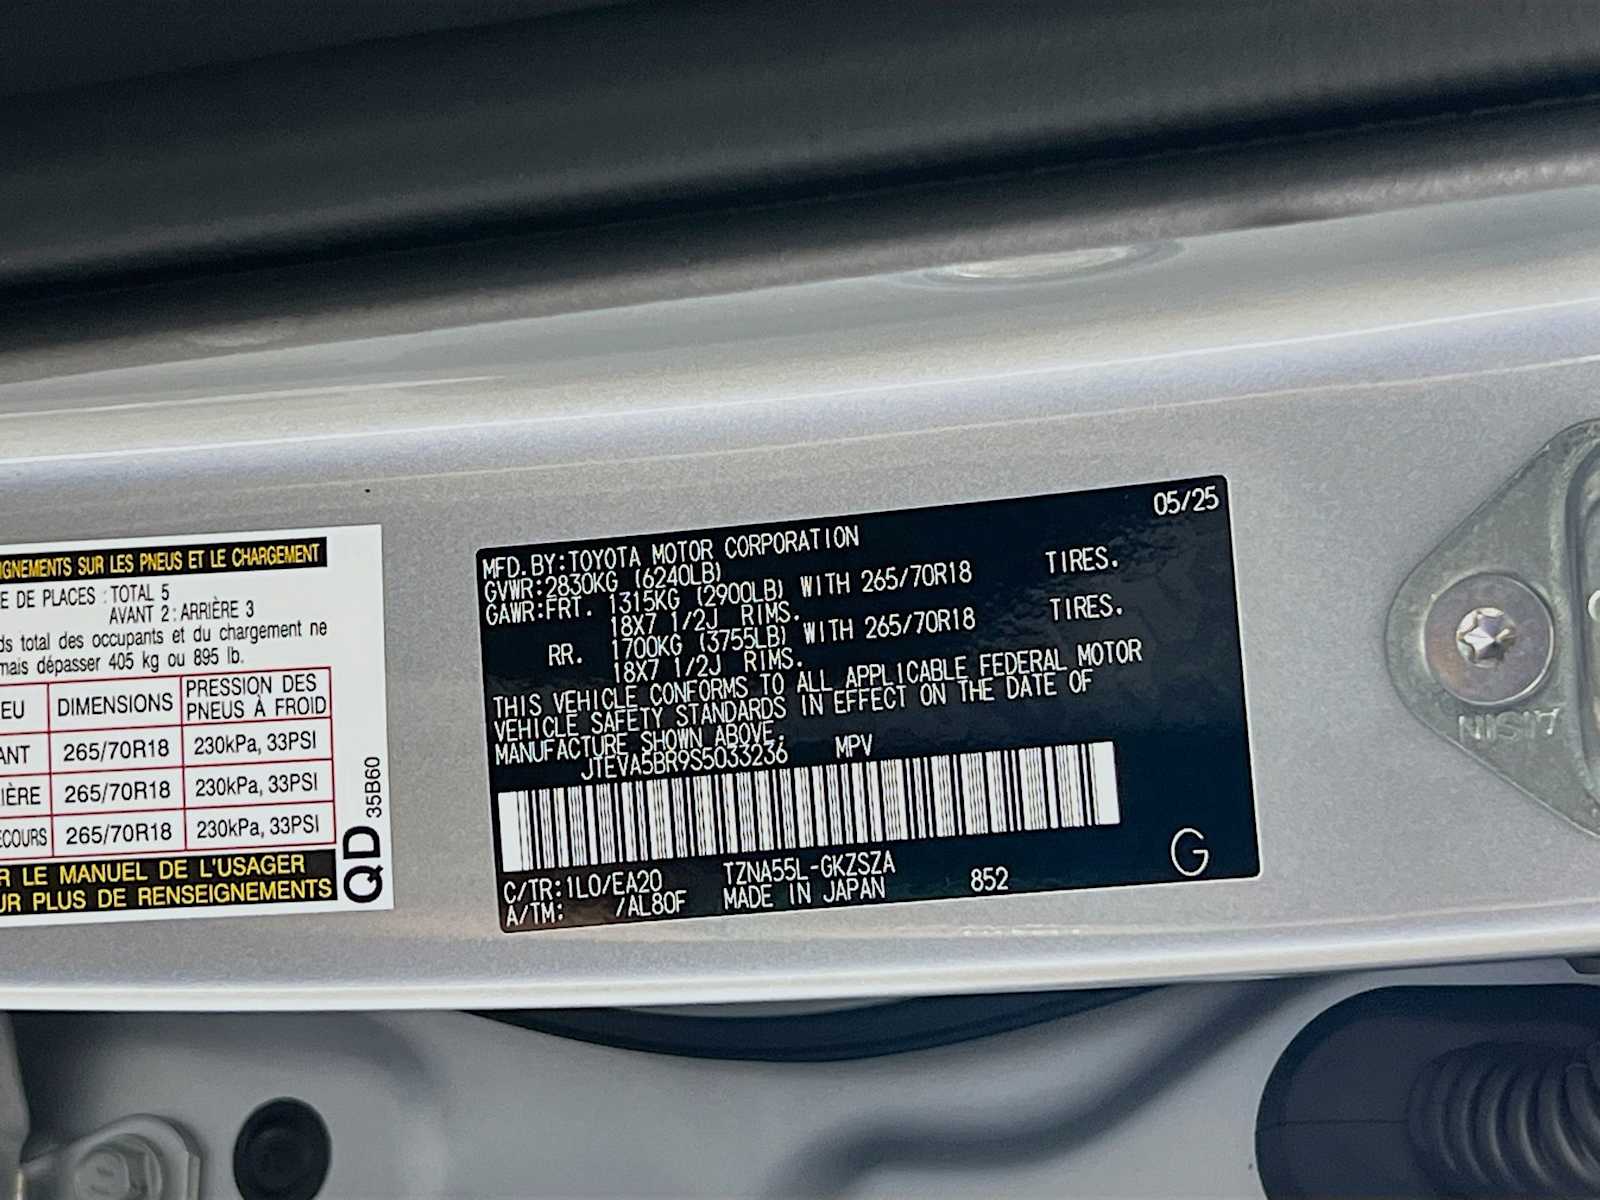 IGNEMENTS SUR LES PNEUS ET LE CHARGEMENT
E DE PLACES : TOTAL 5
AVANT 2 : ARRIÈRE 3
ds total des occupants et du chargement ne
mais dépasser 405 kg ou 895 lb.
EU DIMENSIONS PRESSION DES PNEUS À FROID
ANT 265/70R18 230kPa, 33PSI
IÈRE 265/70R18 230kPa, 33PSI
ECOURS 265/70R18 230kPa, 33PSI
R LE MANUEL DE L'USAGER
UR PLUS DE RENSEIGNEMENTS
QD 35B60
05/25
MFD.BY:TOYOTA MOTOR CORPORATION
GVWR:2830KG (6240LB)
GAWR:FRT. 1315KG (2900LB) WITH 265/70R18 TIRES.
18X7 1/2J RIMS.
RR. 1700KG (3755LB) WITH 265/70R18 TIRES.
18X7 1/2J RIMS.
THIS VEHICLE CONFORMS TO ALL APPLICABLE FEDERAL MOTOR
VEHICLE SAFETY STANDARDS IN EFFECT ON THE DATE OF
MANUFACTURE SHOWN ABOVE.
JTEVA5BR9S5033236 MPV
C/TR:1L0/EA20 TZNA55L-GKZSZA
A/TM: /AL80F MADE IN JAPAN 852
G